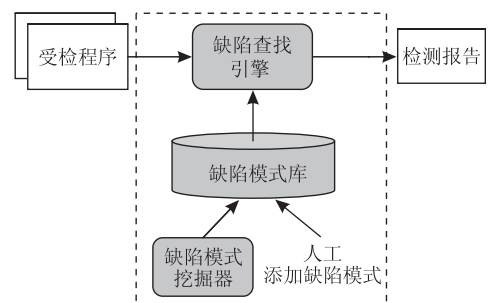 受检程序
缺陷查找
引擎
检测报告
缺陷模式库
缺陷模式
挖掘器
人工
添加缺陷模式